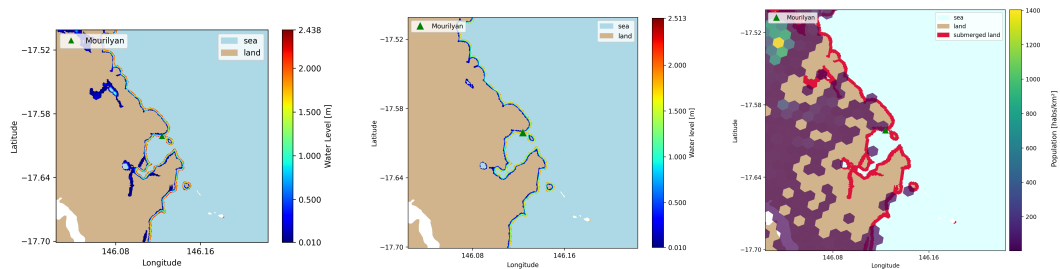 Mourilyan
sea
land
−17.52
−17.58
−17.64
−17.70
Latitude
146.08
146.16
Longitude
2.438
2.000
1.500
1.000
0.500
0.010
Water Level [m]
Mourilyan
sea
land
−17.52
−17.58
−17.64
−17.70
Latitude
146.08
146.16
Longitude
2.513
2.000
1.500
1.000
0.500
0.010
Water level [m]
Mourilyan
sea
land
submerged land
−17.52
−17.58
−17.64
−17.70
Latitude
146.08
146.16
Longitude
1400
1200
1000
800
600
400
200
Population [habs/km²]